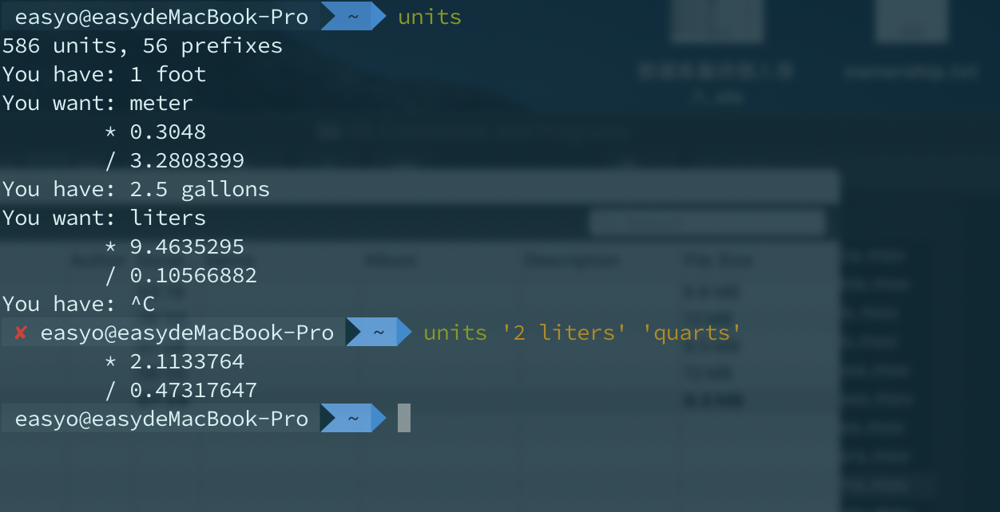 easyo@easydeMacBook-Pro ~ units
586 units, 56 prefixes
You have: 1 foot
You want: meter
* 0.3048
/ 3.2808399
You have: 2.5 gallons
You want: liters
* 9.4635295
/ 0.10566882
You have: ^C
✘ easyo@easydeMacBook-Pro ~ units '2 liters' 'quarts'
* 2.1133764
/ 0.47317647
easyo@easydeMacBook-Pro ~